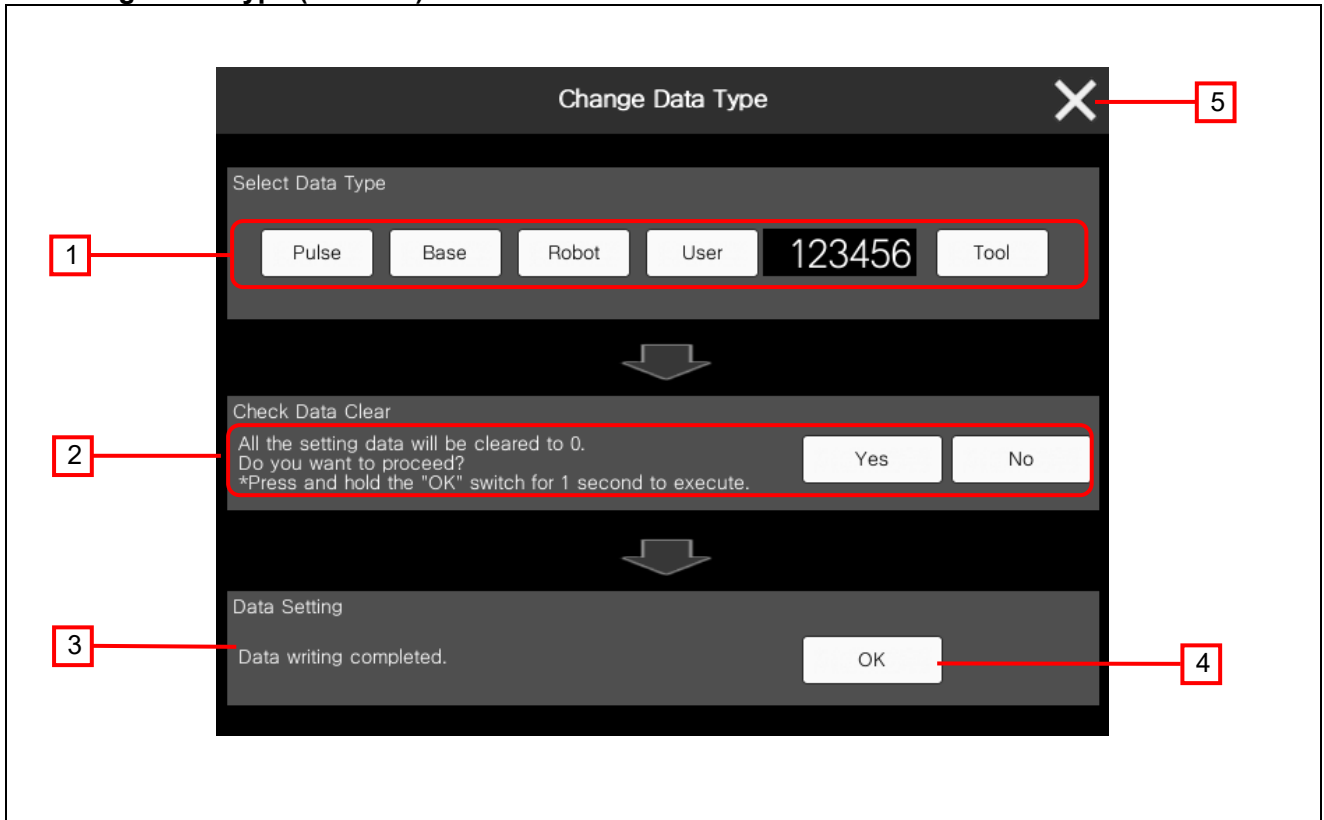 Change Data Type
5
Select Data Type
1
Pulse Base Robot User 123456 Tool
Check Data Clear
2
All the setting data will be cleared to 0.
Do you want to proceed?
*Press and hold the "OK" switch for 1 second to execute.
Yes No
Data Setting
3
Data writing completed.
OK
4